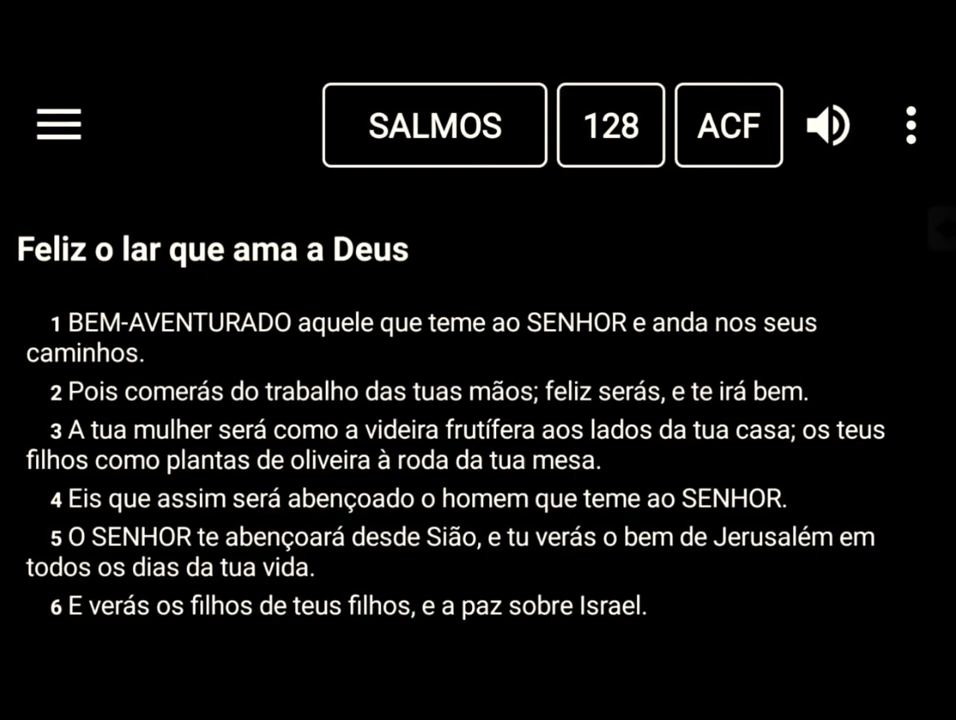 SALMOS 128 ACF
Feliz o lar que ama a Deus
1 BEM-AVENTURADO aquele que teme ao SENHOR e anda nos seus
caminhos.
2 Pois comerás do trabalho das tuas mãos; feliz serás, e te irá bem.
3 A tua mulher será como a videira frutífera aos lados da tua casa; os teus
filhos como plantas de oliveira à roda da tua mesa.
4 Eis que assim será abençoado o homem que teme ao SENHOR.
5 O SENHOR te abençoará desde Sião, e tu verás o bem de Jerusalém em
todos os dias da tua vida.
6 E verás os filhos de teus filhos, e a paz sobre Israel.